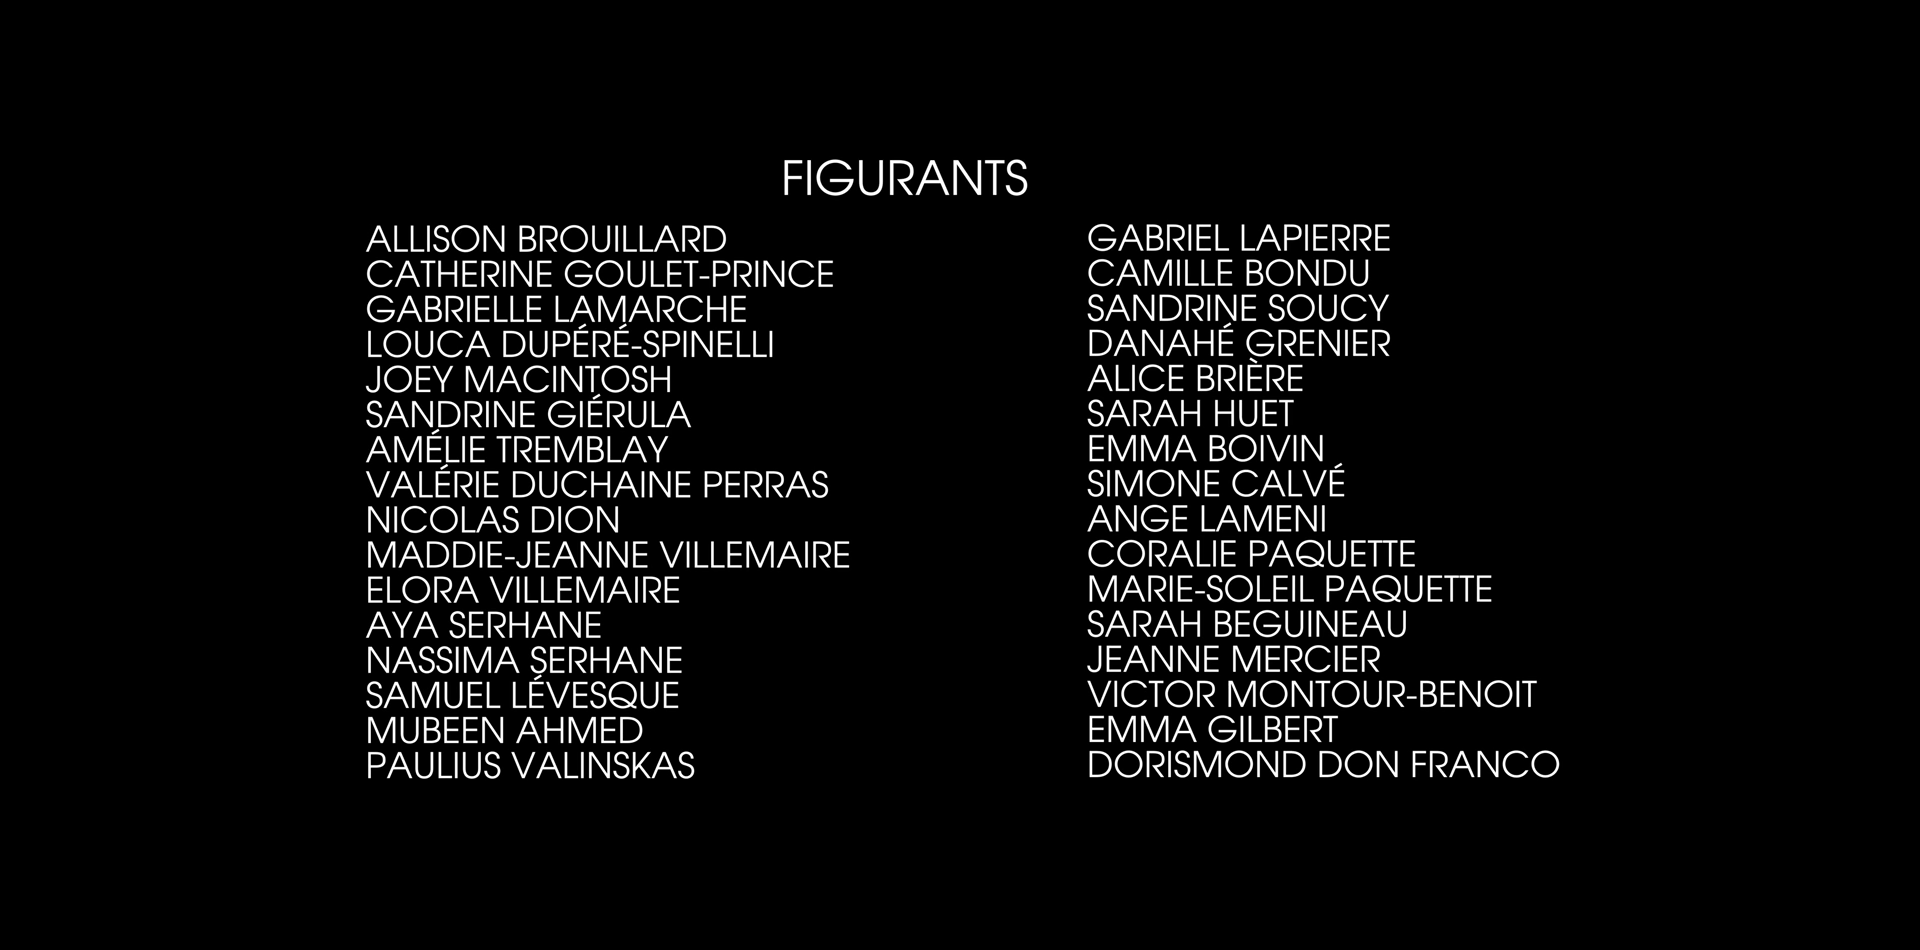 FIGURANTS
ALLISON BROUILLARD
CATHERINE GOULET-PRINCE
GABRIELLE LAMARCHE
LOUCA DUPÉRÉ-SPINELLI
JOEY MACINTOSH
SANDRINE GIÉRULA
AMÉLIE TREMBLAY
VALÉRIE DUCHAINE PERRAS
NICOLAS DION
MADDIE-JEANNE VILLEMAIRE
ELORA VILLEMAIRE
AYA SERHANE
NASSIMA SERHANE
SAMUEL LÉVESQUE
MUBEEN AHMED
PAULIUS VALINSKAS
GABRIEL LAPIERRE
CAMILLE BONDU
SANDRINE SOUCY
DANAHÉ GRENIER
ALICE BRIÈRE
SARAH HUET
EMMA BOIVIN
SIMONE CALVÉ
ANGE LAMENI
CORALIE PAQUETTE
MARIE-SOLEIL PAQUETTE
SARAH BEGUINEAU
JEANNE MERCIER
VICTOR MONTOUR-BENOIT
EMMA GILBERT
DORISMOND DON FRANCO